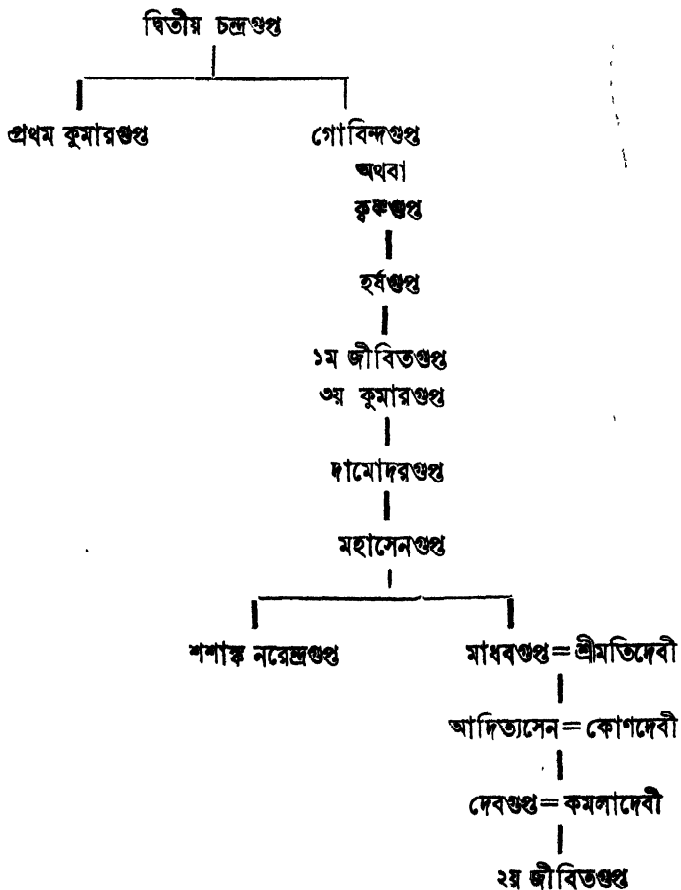 দ্বিতীয় চন্দ্রগুপ্ত
প্রথম কুমারগুপ্ত গোবিন্দগুপ্ত
অথবা
কৃষ্ণগুপ্ত
হর্ষগুপ্ত
১ম জীবিতগুপ্ত
৩য় কুমারগুপ্ত
দামোদরগুপ্ত
মহাসেনগুপ্ত
শশাঙ্ক নরেন্দ্রগুপ্ত মাধবগুপ্ত = শ্রীমতিদেবী
আদিত্যসেন = কোণদেবী
দেবগুপ্ত = কমলাদেবী
২য় জীবিতগুপ্ত